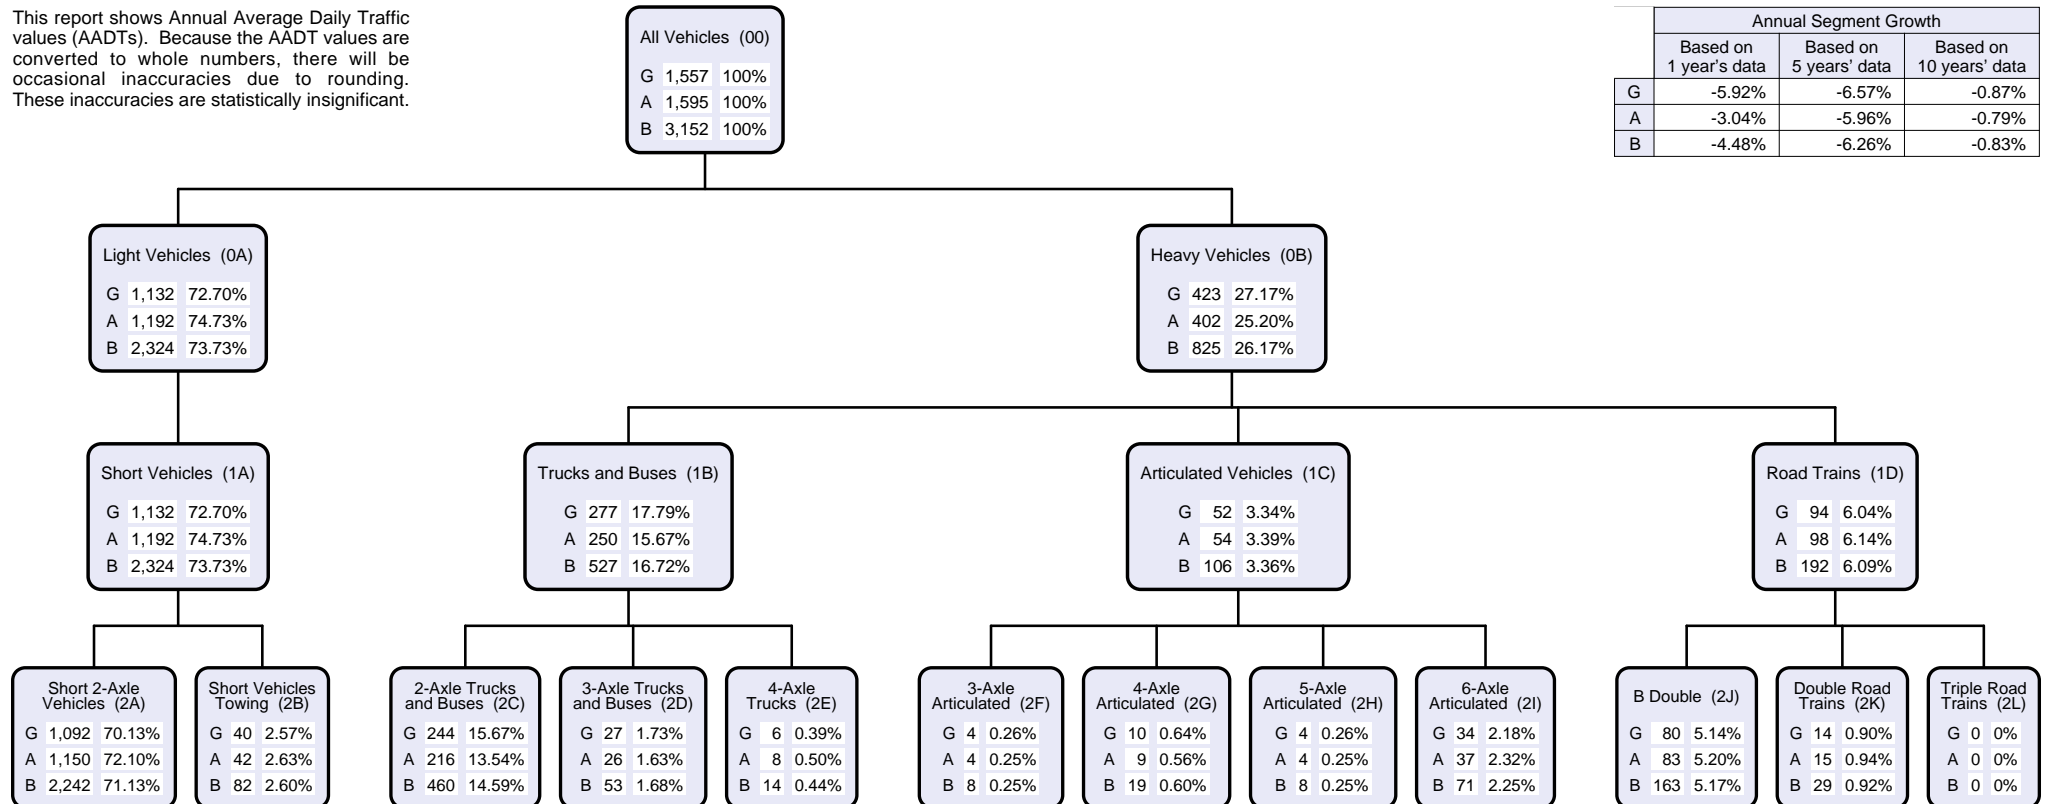 This report shows Annual Average Daily Traffic
values (AADTs). Because the AADT values are
converted to whole numbers, there will be
occasional inaccuracies due to rounding.
These inaccuracies are statistically insignificant.
All Vehicles (00)
G 1,557 100%
A 1,595 100%
B 3,152 100%
Annual Segment Growth
Based on 1 year's data Based on 5 years' data Based on 10 years' data
G -5.92% -6.57% -0.87%
A -3.04% -5.96% -0.79%
B -4.48% -6.26% -0.83%
Light Vehicles (0A)
G 1,132 72.70%
A 1,192 74.73%
B 2,324 73.73%
Heavy Vehicles (0B)
G 423 27.17%
A 402 25.20%
B 825 26.17%
Short Vehicles (1A)
G 1,132 72.70%
A 1,192 74.73%
B 2,324 73.73%
Trucks and Buses (1B)
G 277 17.79%
A 250 15.67%
B 527 16.72%
Articulated Vehicles (1C)
G 52 3.34%
A 54 3.39%
B 106 3.36%
Road Trains (1D)
G 94 6.04%
A 98 6.14%
B 192 6.09%
Short 2-Axle
Vehicles (2A)
G 1,092 70.13%
A 1,150 72.10%
B 2,242 71.13%
Short Vehicles
Towing (2B)
G 40 2.57%
A 42 2.63%
B 82 2.60%
2-Axle Trucks
and Buses (2C)
G 244 15.67%
A 216 13.54%
B 460 14.59%
3-Axle Trucks
and Buses (2D)
G 27 1.73%
A 26 1.63%
B 53 1.68%
4-Axle
Trucks (2E)
G 6 0.39%
A 8 0.50%
B 14 0.44%
3-Axle
Articulated (2F)
G 4 0.26%
A 4 0.25%
B 8 0.25%
4-Axle
Articulated (2G)
G 10 0.64%
A 9 0.56%
B 19 0.60%
5-Axle
Articulated (2H)
G 4 0.26%
A 4 0.25%
B 8 0.25%
6-Axle
Articulated (2I)
G 34 2.18%
A 37 2.32%
B 71 2.25%
B Double (2J)
G 80 5.14%
A 83 5.20%
B 163 5.17%
Double Road
Trains (2K)
G 14 0.90%
A 15 0.94%
B 29 0.92%
Triple Road
Trains (2L)
G 0 0%
A 0 0%
B 0 0%